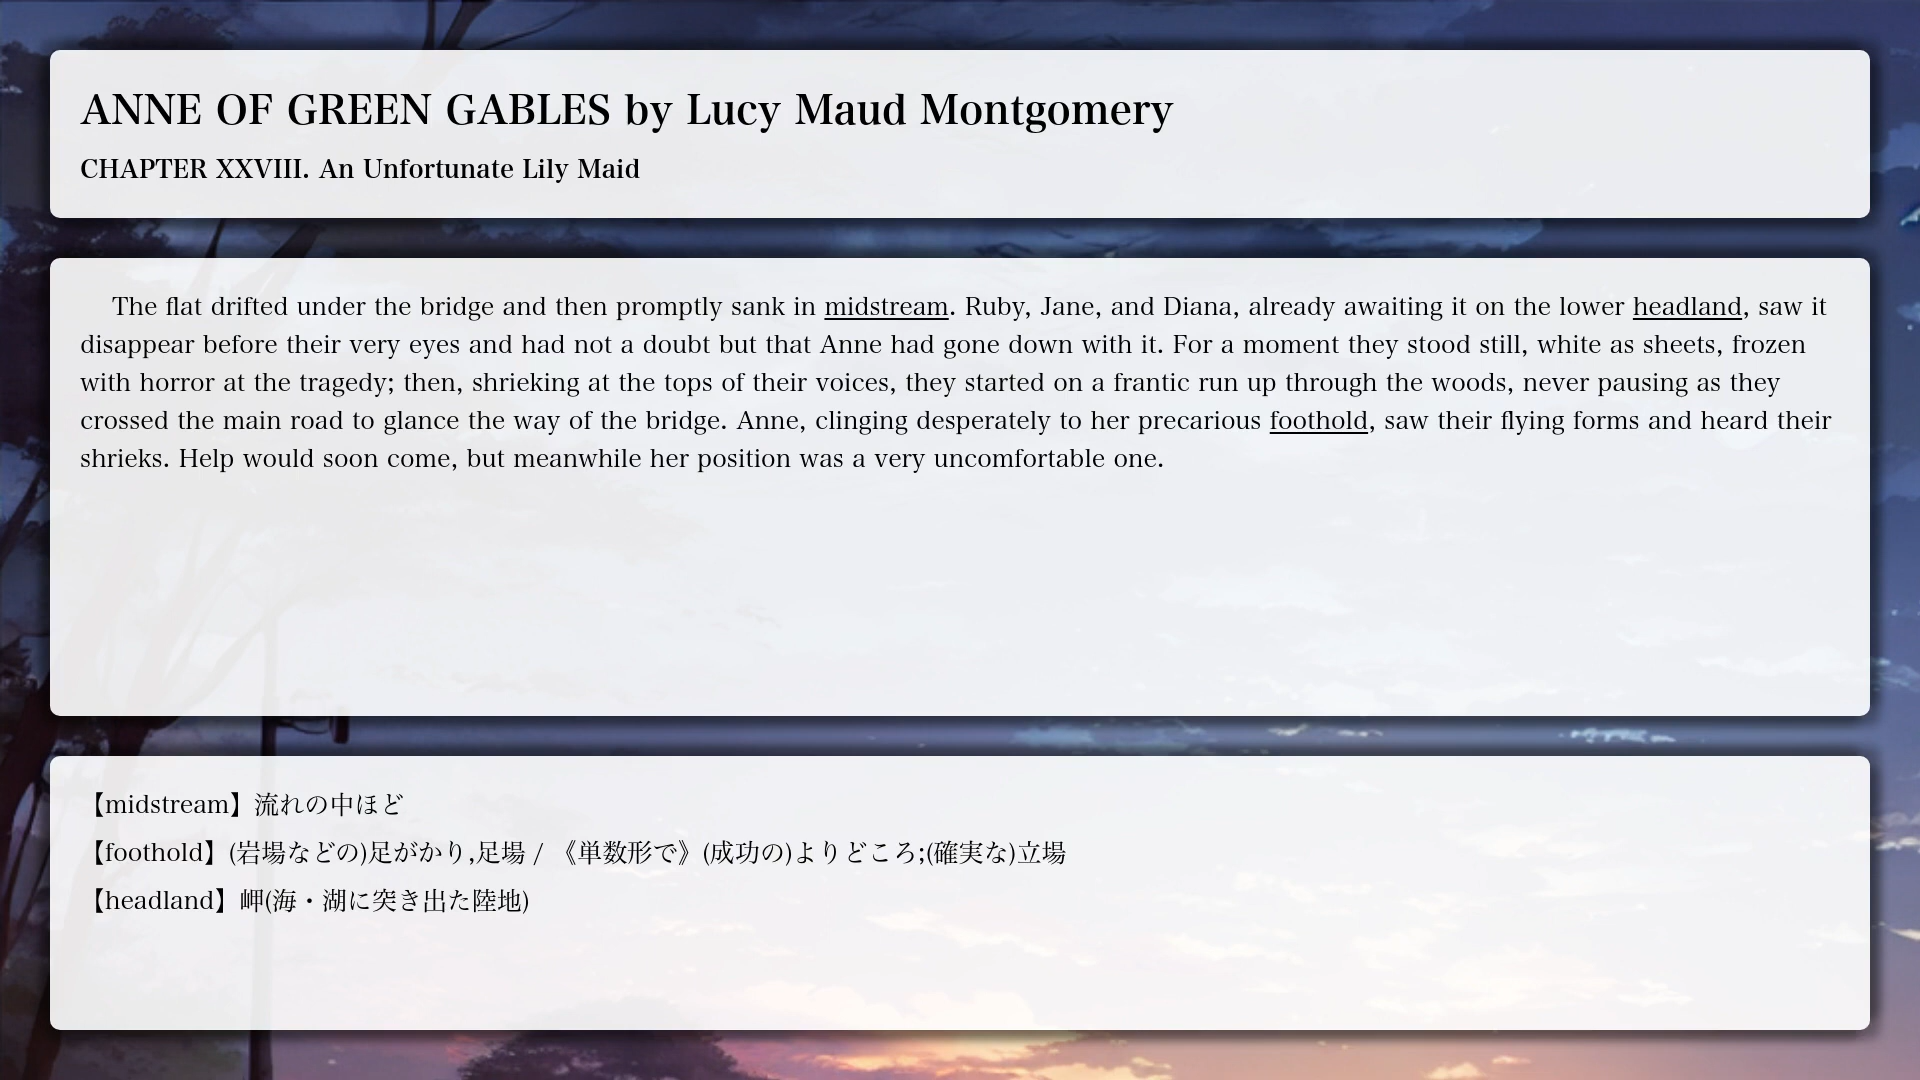 ANNE OF GREEN GABLES by Lucy Maud Montgomery
CHAPTER XXVIII. An Unfortunate Lily Maid
The flat drifted under the bridge and then promptly sank in midstream. Ruby, Jane, and Diana, already awaiting it on the lower headland, saw it
disappear before their very eyes and had not a doubt but that Anne had gone down with it. For a moment they stood still, white as sheets, frozen
with horror at the tragedy; then, shrieking at the tops of their voices, they started on a frantic run up through the woods, never pausing as they
crossed the main road to glance the way of the bridge. Anne, clinging desperately to her precarious foothold, saw their flying forms and heard their
shrieks. Help would soon come, but meanwhile her position was a very uncomfortable one.
【midstream】流れの中ほど
【foothold】(岩場などの)足がかり,足場 / 《単数形で》(成功の)よりどころ;(確実な)立場
【headland】岬(海・湖に突き出た陸地)